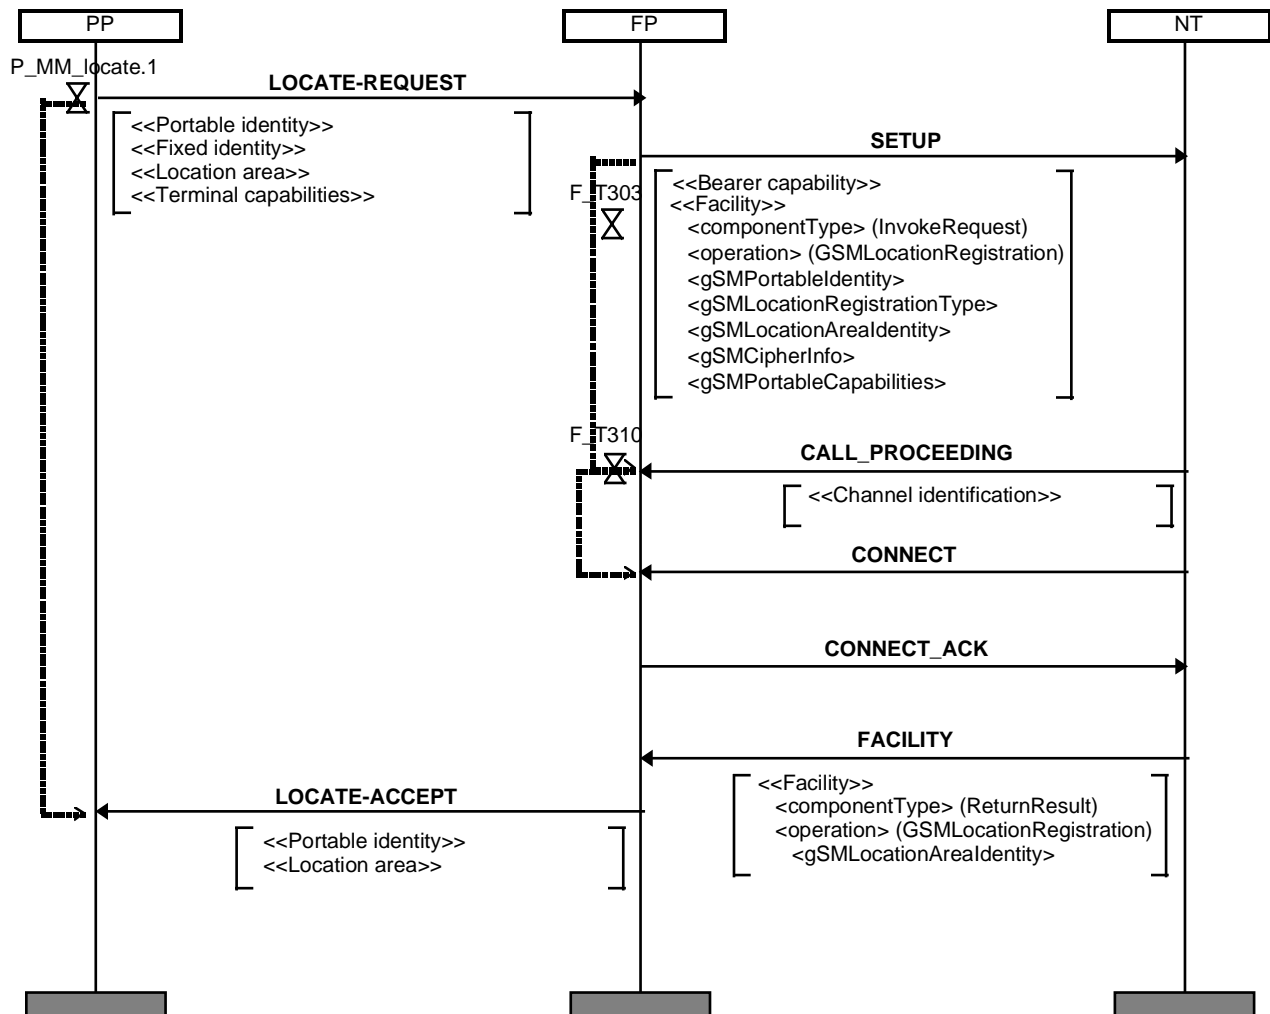 PP
FP
NT
P_MM_locate.1
LOCATE-REQUEST
<<Portable identity>>
<<Fixed identity>>
<<Location area>>
<<Terminal capabilities>>
SETUP
F_T303
<<Bearer capability>>
<<Facility>>
<componentType> (InvokeRequest)
<operation> (GSMLocationRegistration)
<gSMPortableIdentity>
<gSMLocationRegistrationType>
<gSMLocationAreaIdentity>
<gSMCipherInfo>
<gSMPortableCapabilities>
F_T310
CALL_PROCEEDING
<<Channel identification>>
CONNECT
CONNECT_ACK
FACILITY
<<Facility>>
<componentType> (ReturnResult)
<operation> (GSMLocationRegistration)
<gSMLocationAreaIdentity>
LOCATE-ACCEPT
<<Portable identity>>
<<Location area>>